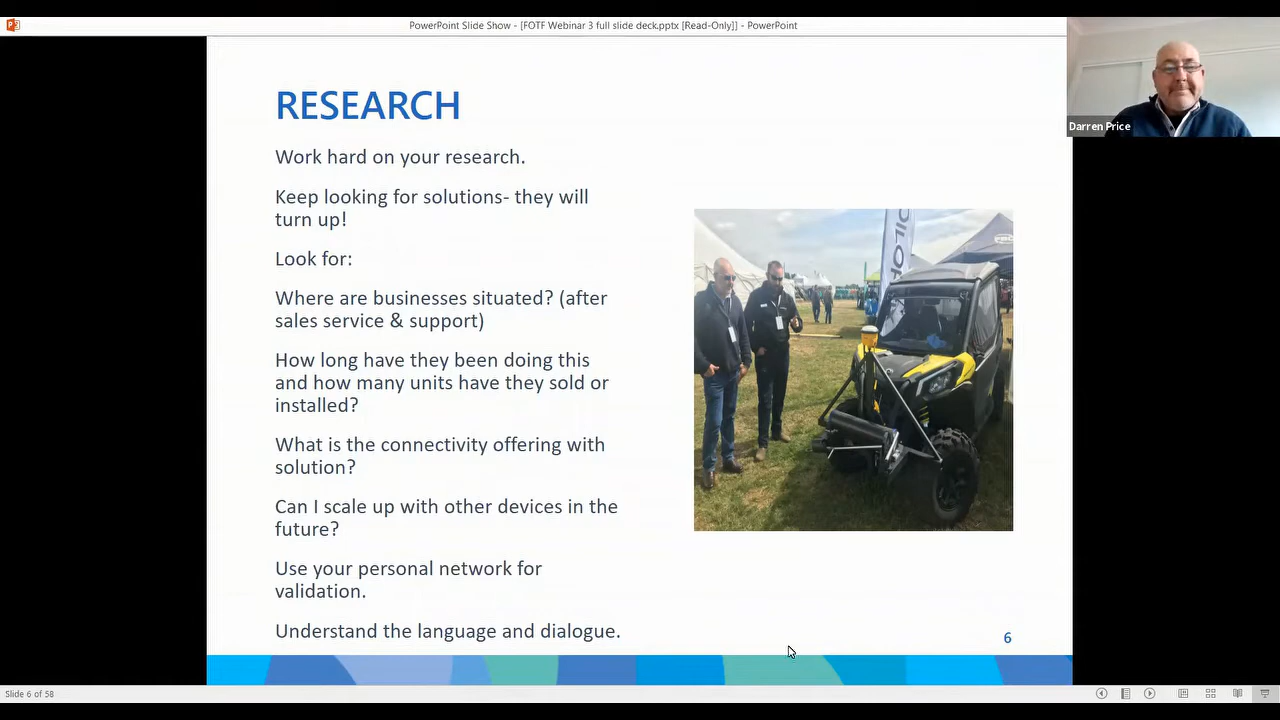 PowerPoint Slide Show - [FOTF Webinar 3 full slide deck.pptx [Read-Only]] - PowerPoint
Darren Price
RESEARCH
Work hard on your research.
Keep looking for solutions- they will
turn up!
Look for:
Where are businesses situated? (after
sales service & support)
How long have they been doing this
and how many units have they sold or
installed?
What is the connectivity offering with
solution?
Can I scale up with other devices in the
future?
Use your personal network for
validation.
Understand the language and dialogue.
6
Slide 6 of 58